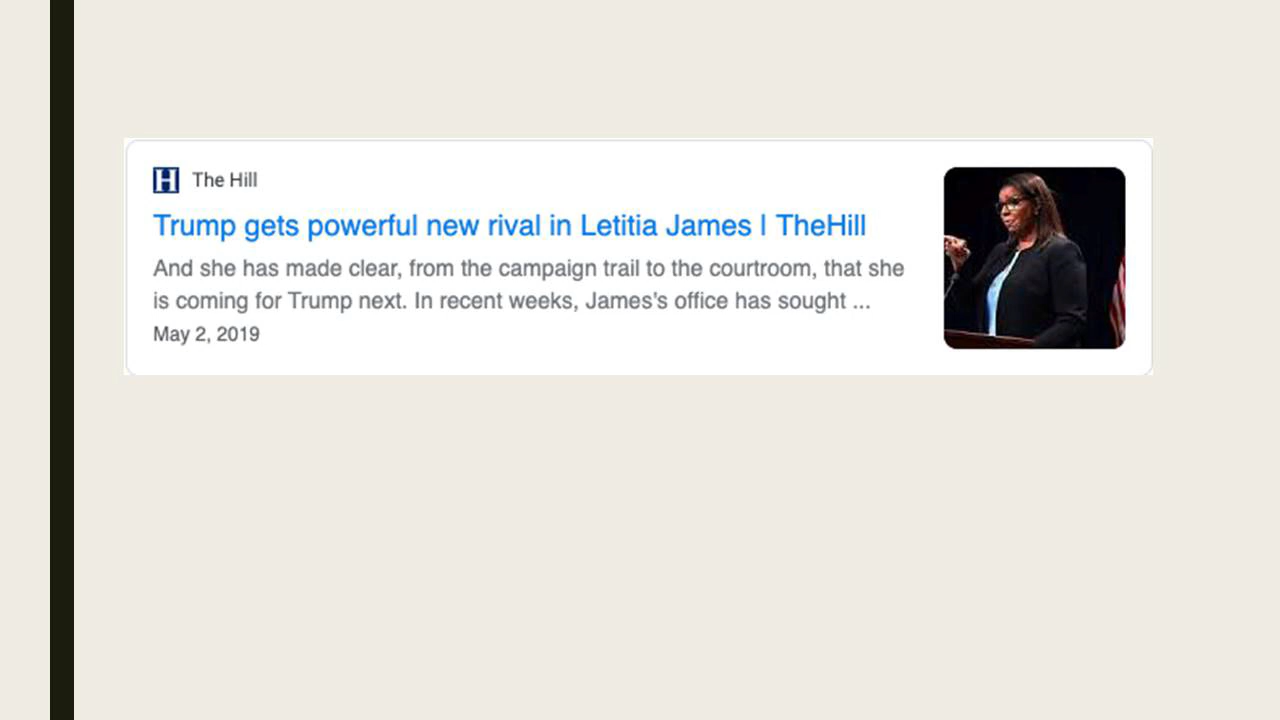 H The Hill
Trump gets powerful new rival in Letitia James | TheHill
And she has made clear, from the campaign trail to the courtroom, that she
is coming for Trump next. In recent weeks, James's office has sought ...
May 2, 2019